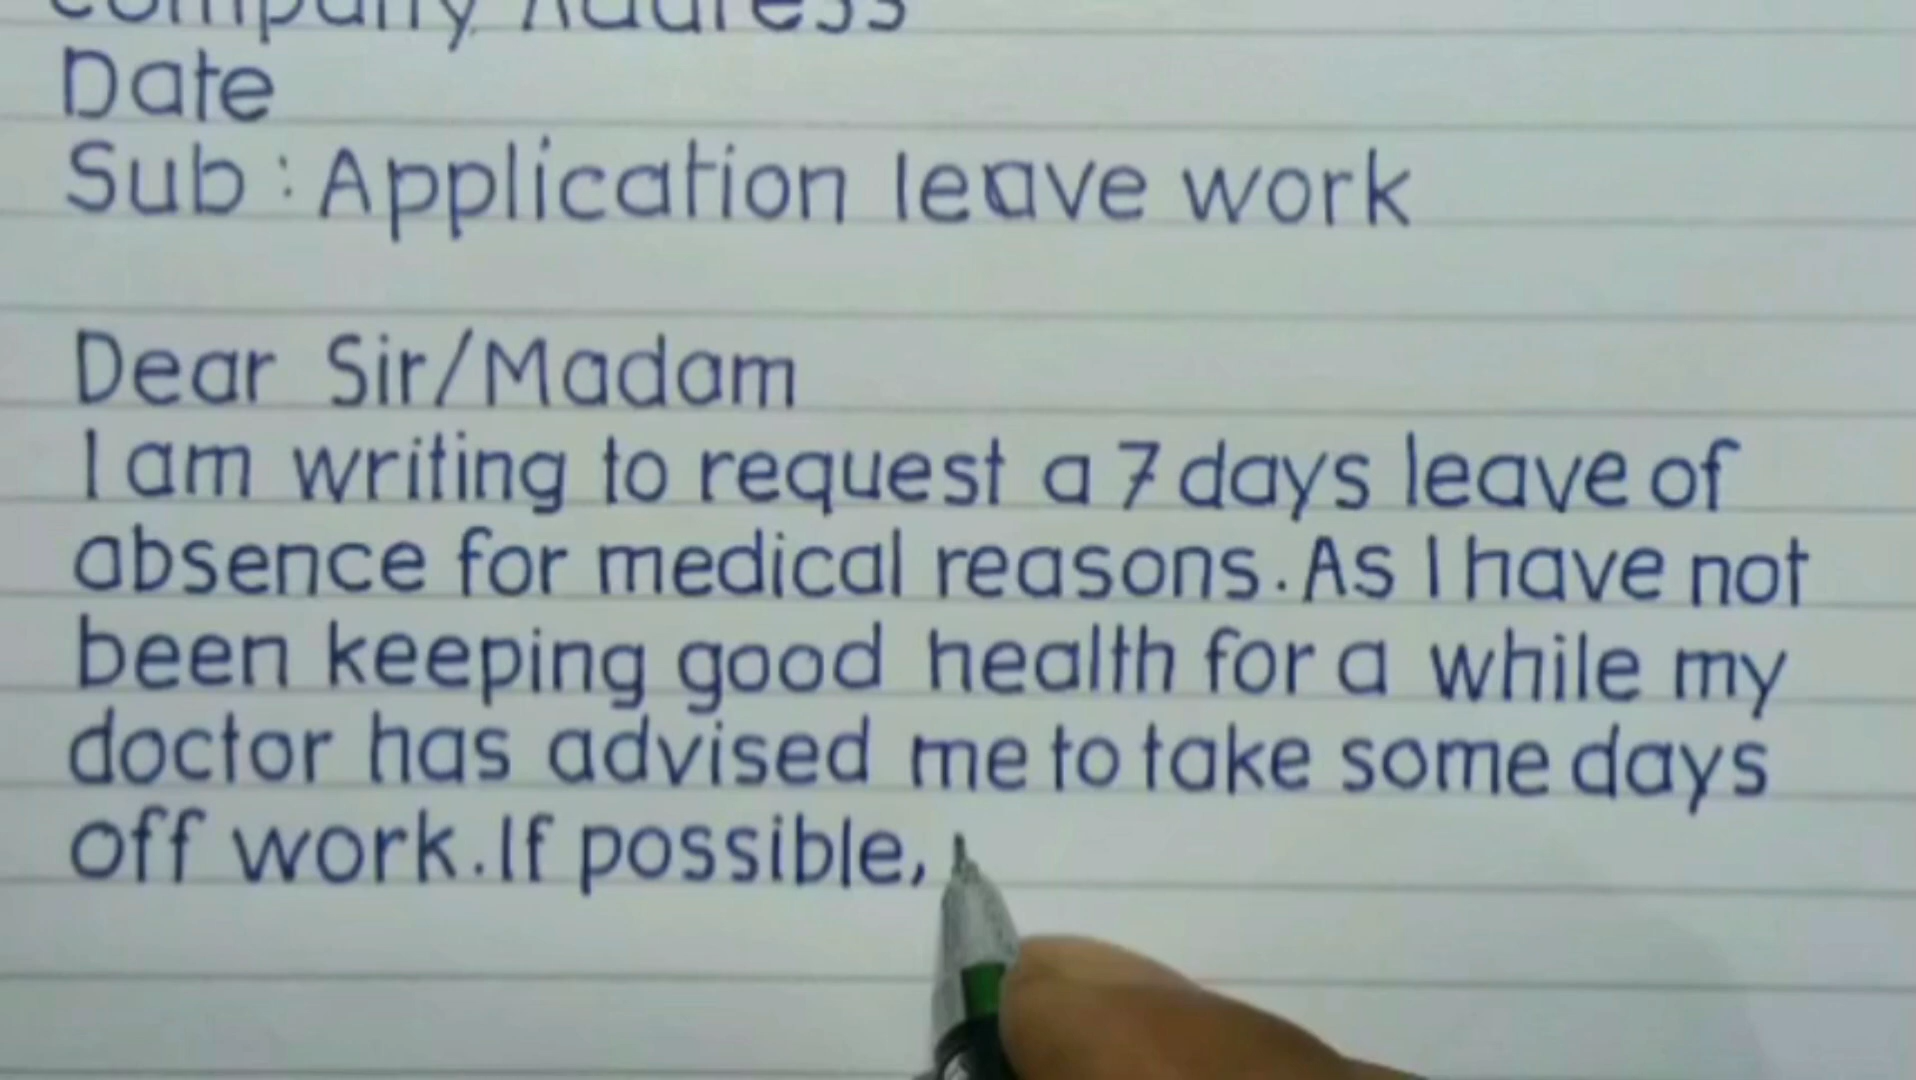 Company Address
Date
Sub : Application leave work
Dear Sir/Madam
I am writing to request a 7 days leave of
absence for medical reasons. As I have not
been keeping good health for a while my
doctor has advised me to take some days
off work. If possible,